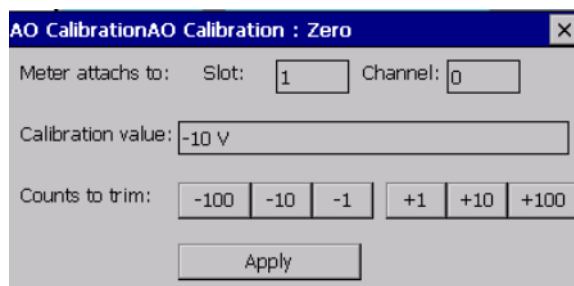 AO CalibrationAO Calibration : Zero
Meter attachs to: Slot: 1 Channel: 0
Calibration value: -10 V
Counts to trim: -100 -10 -1 +1 +10 +100
Apply